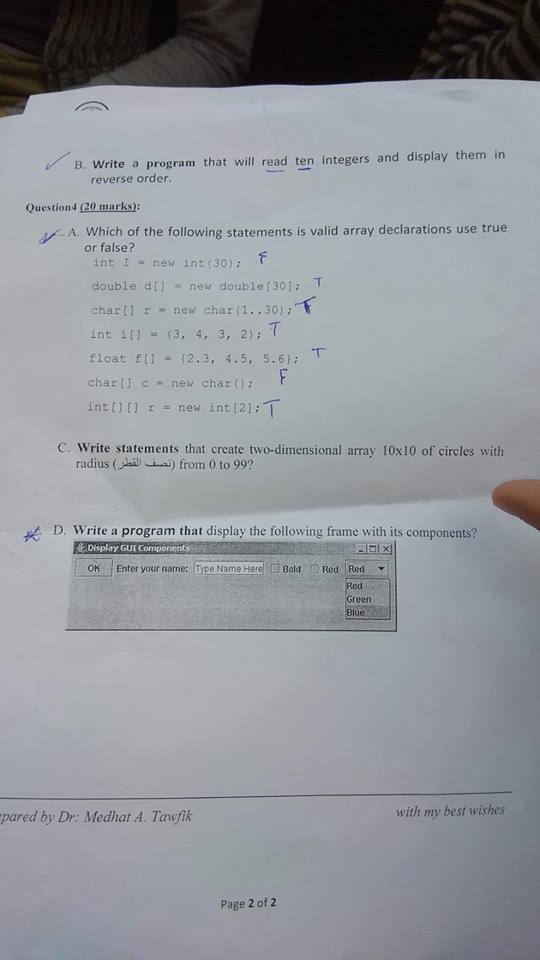 B. Write a program that will read ten integers and display them in
reverse order.
Question4 (20 marks):
A. Which of the following statements is valid array declarations use true
or false?
int I = new int(30); F
double d[] = new double[30]; T
char[] r = new char(1..30); F
int i[] = (3, 4, 3, 2); T
float f[] = {2.3, 4.5, 5.6}; T
char[] c = new char(); F
int[][] r = new int[2]; T
C. Write statements that create two-dimensional array 10x10 of circles with
radius (نصف القطر) from 0 to 99?
D. Write a program that display the following frame with its components?
Display GUI Components
OK Enter your name: Type Name Here Bold Red Red
Red
Green
Blue
pared by Dr: Medhat A. Tawfik
with my best wishes
Page 2 of 2